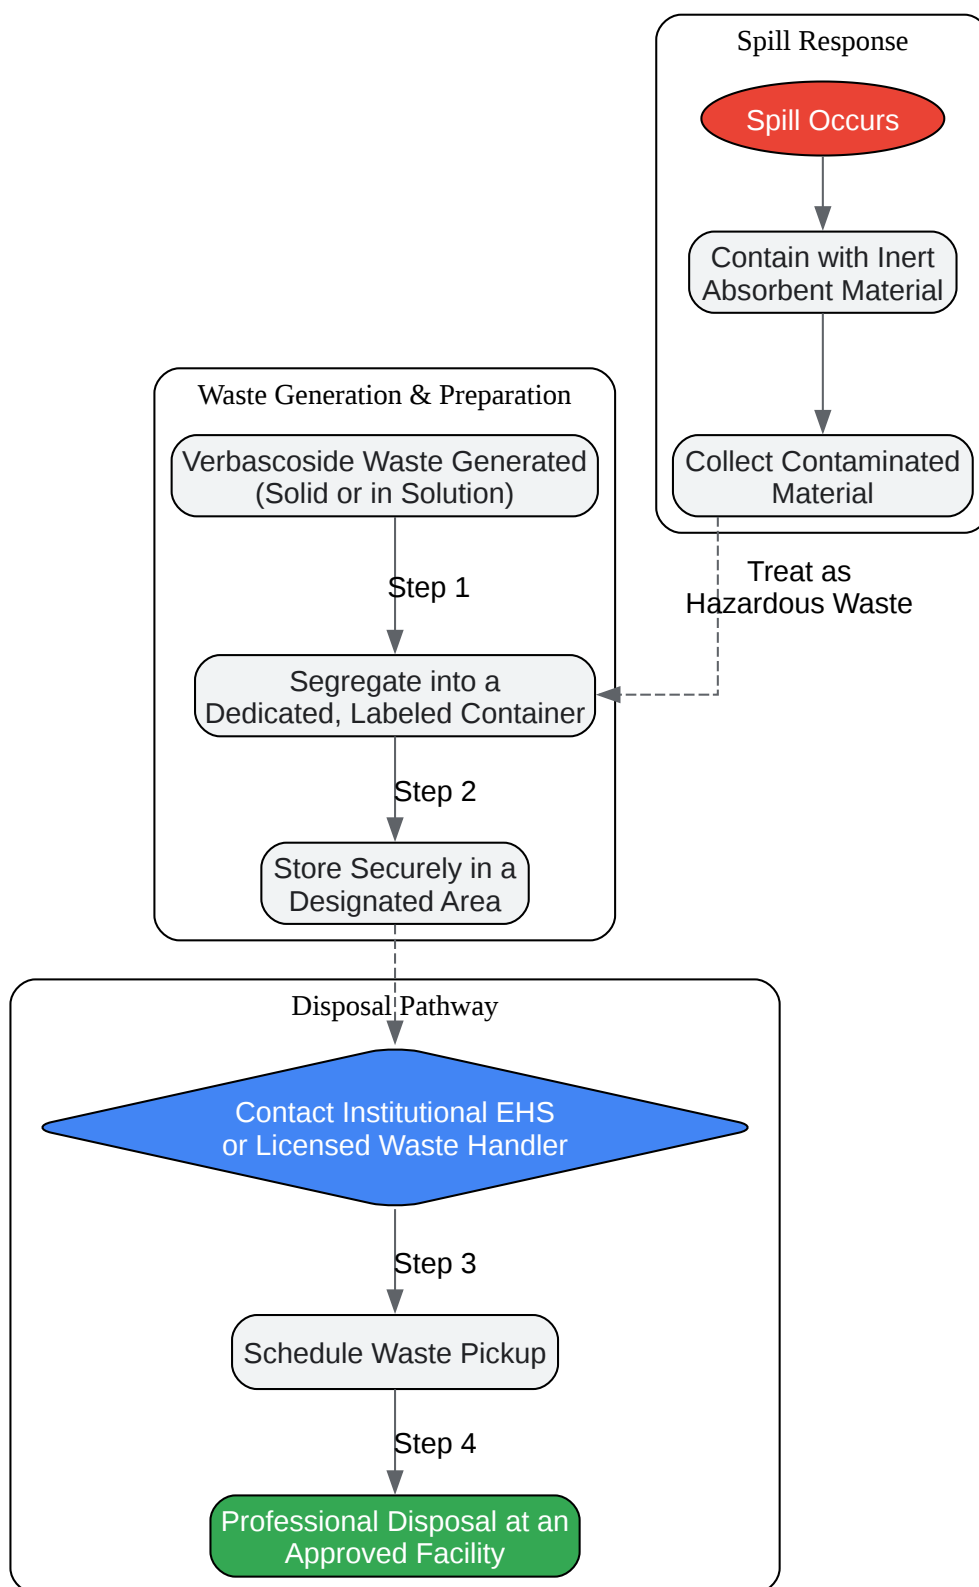 Spill Response
Spill Occurs
Contain with Inert
Absorbent Material
Collect Contaminated
Material
Treat as
Hazardous Waste
Waste Generation & Preparation
Verbascoside Waste Generated
(Solid or in Solution)
Step 1
Segregate into a
Dedicated, Labeled Container
Step 2
Store Securely in a
Designated Area
Disposal Pathway
Contact Institutional EHS
or Licensed Waste Handler
Step 3
Schedule Waste Pickup
Step 4
Professional Disposal at an
Approved Facility